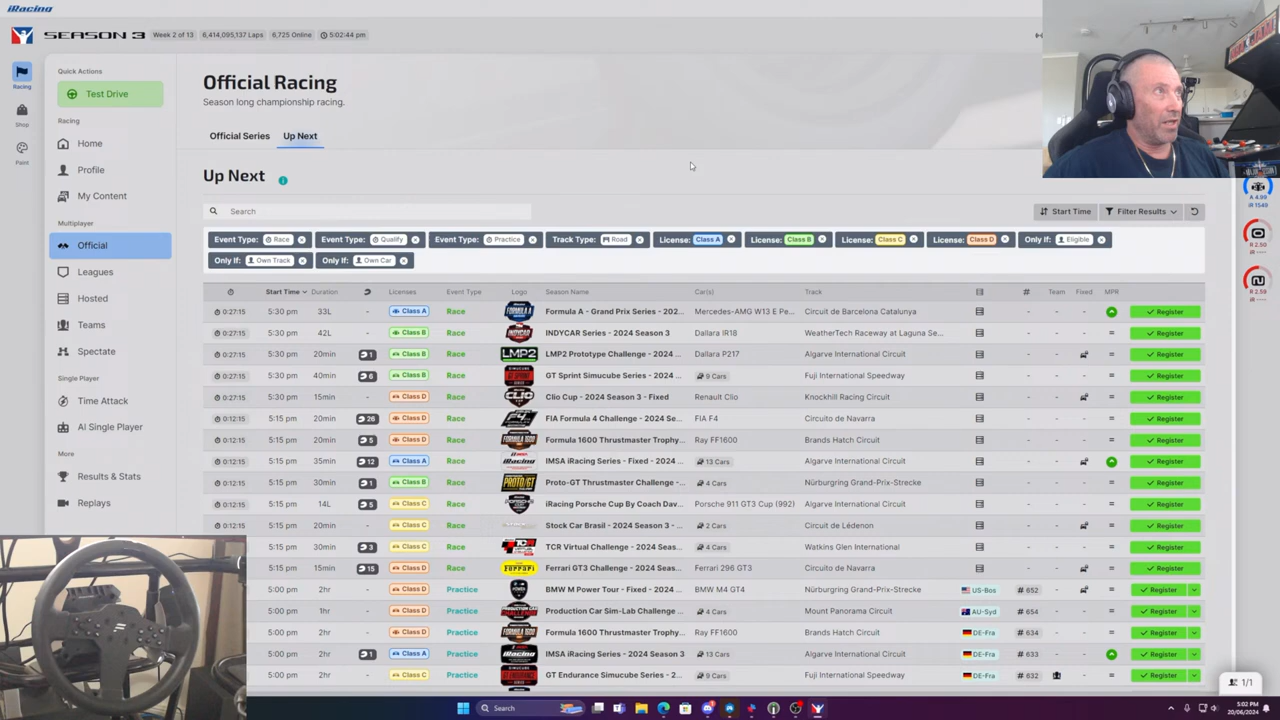 iRacing
SEASON 3 Week 2 of 13 6,414,095,137 Laps 6,725 Online 5:02:44 pm
Racing
Shop
Paint
Quick Actions
Test Drive
Racing
Home
Profile
My Content
Multiplayer
Official
Leagues
Hosted
Teams
Spectate
Single Player
Time Attack
AI Single Player
More
Results & Stats
Replays
Official Racing
Season long championship racing.
Official Series Up Next
Up Next
Search Start Time Filter Results
Event Type: Race Event Type: Qualify Event Type: Practice Track Type: Road License: Class A License: Class B License: Class C License: Class D Only If: Eligible
Only If: Own Track Only If: Own Car
Start Time Duration Licenses Event Type Logo Season Name Car(s) Track # Team Fixed MPR
0:27:15 5:30 pm 33L - Class A Race Formula A - Grand Prix Series - 202... Mercedes-AMG W13 E Pe... Circuit de Barcelona Catalunya - - - Register
0:27:15 5:30 pm 42L - Class B Race INDYCAR Series - 2024 Season 3 Dallara IR18 WeatherTech Raceway at Laguna Se... - - - = Register
0:27:15 5:30 pm 20min 1 Class B Race LMP2 Prototype Challenge - 2024 ... Dallara P217 Algarve International Circuit - - = Register
0:27:15 5:30 pm 40min 6 Class B Race GT Sprint Simucube Series - 2024 ... 9 Cars Fuji International Speedway - - - = Register
0:27:15 5:30 pm 15min - Class D Race Clio Cup - 2024 Season 3 - Fixed Renault Clio Knockhill Racing Circuit - - = Register
0:12:15 5:15 pm 20min 26 Class D Race FIA Formula 4 Challenge - 2024 Se... FIA F4 Circuito de Navarra - - = Register
0:12:15 5:15 pm 20min 5 Class D Race Formula 1600 Thrustmaster Trophy... Ray FF1600 Brands Hatch Circuit - - - = Register
0:12:15 5:15 pm 30min 12 Class A Race IMSA iRacing Series - Fixed - 2024 ... 13 Cars Algarve International Circuit - - Register
0:12:15 5:15 pm 30min 1 Class B Race Proto-GT Thrustmaster Challenge -... 4 Cars Nürburgring Grand-Prix-Strecke - - - = Register
0:12:15 5:15 pm 14L 5 Class C Race iRacing Porsche Cup By Coach Dav... Porsche 911 GT3 Cup (992) Algarve International Circuit - - - = Register
0:12:15 5:15 pm 20min - Class C Race Stock Car Brasil - 2024 Season 3 -... 2 Cars Circuit de Lédenon - - = Register
0:12:15 5:15 pm 30min 3 Class C Race TCR Virtual Challenge - 2024 Seas... 4 Cars Watkins Glen International - - - = Register
0:12:15 5:15 pm 15min 15 Class C Race Ferrari GT3 Challenge - 2024 Seas... Ferrari 296 GT3 Circuito de Navarra - - = Register
5:00 pm 2hr - Class D Practice BMW M Power Tour - Fixed - 2024 ... BMW M4 GT4 Nürburgring Grand-Prix-Strecke US-Bos # 652 - = Register
5:00 pm 2hr - Class D Practice Production Car Sim-Lab Challenge ... 4 Cars Mount Panorama Circuit AU-Syd # 654 - - = Register
5:00 pm 2hr - Class D Practice Formula 1600 Thrustmaster Trophy... Ray FF1600 Brands Hatch Circuit DE-Fra # 634 - - = Register
5:00 pm 2hr 1 Class A Practice IMSA iRacing Series - 2024 Season 3 13 Cars Algarve International Circuit DE-Fra # 633 - - Register
5:00 pm 2hr - Class C Practice GT Endurance Simucube Series - 2... 9 Cars Fuji International Speedway DE-Fra # 632 - = Register
A 4.99
iR 1549
R 2.50
R 2.59
1/1
Search
5:02 PM
20/06/2024